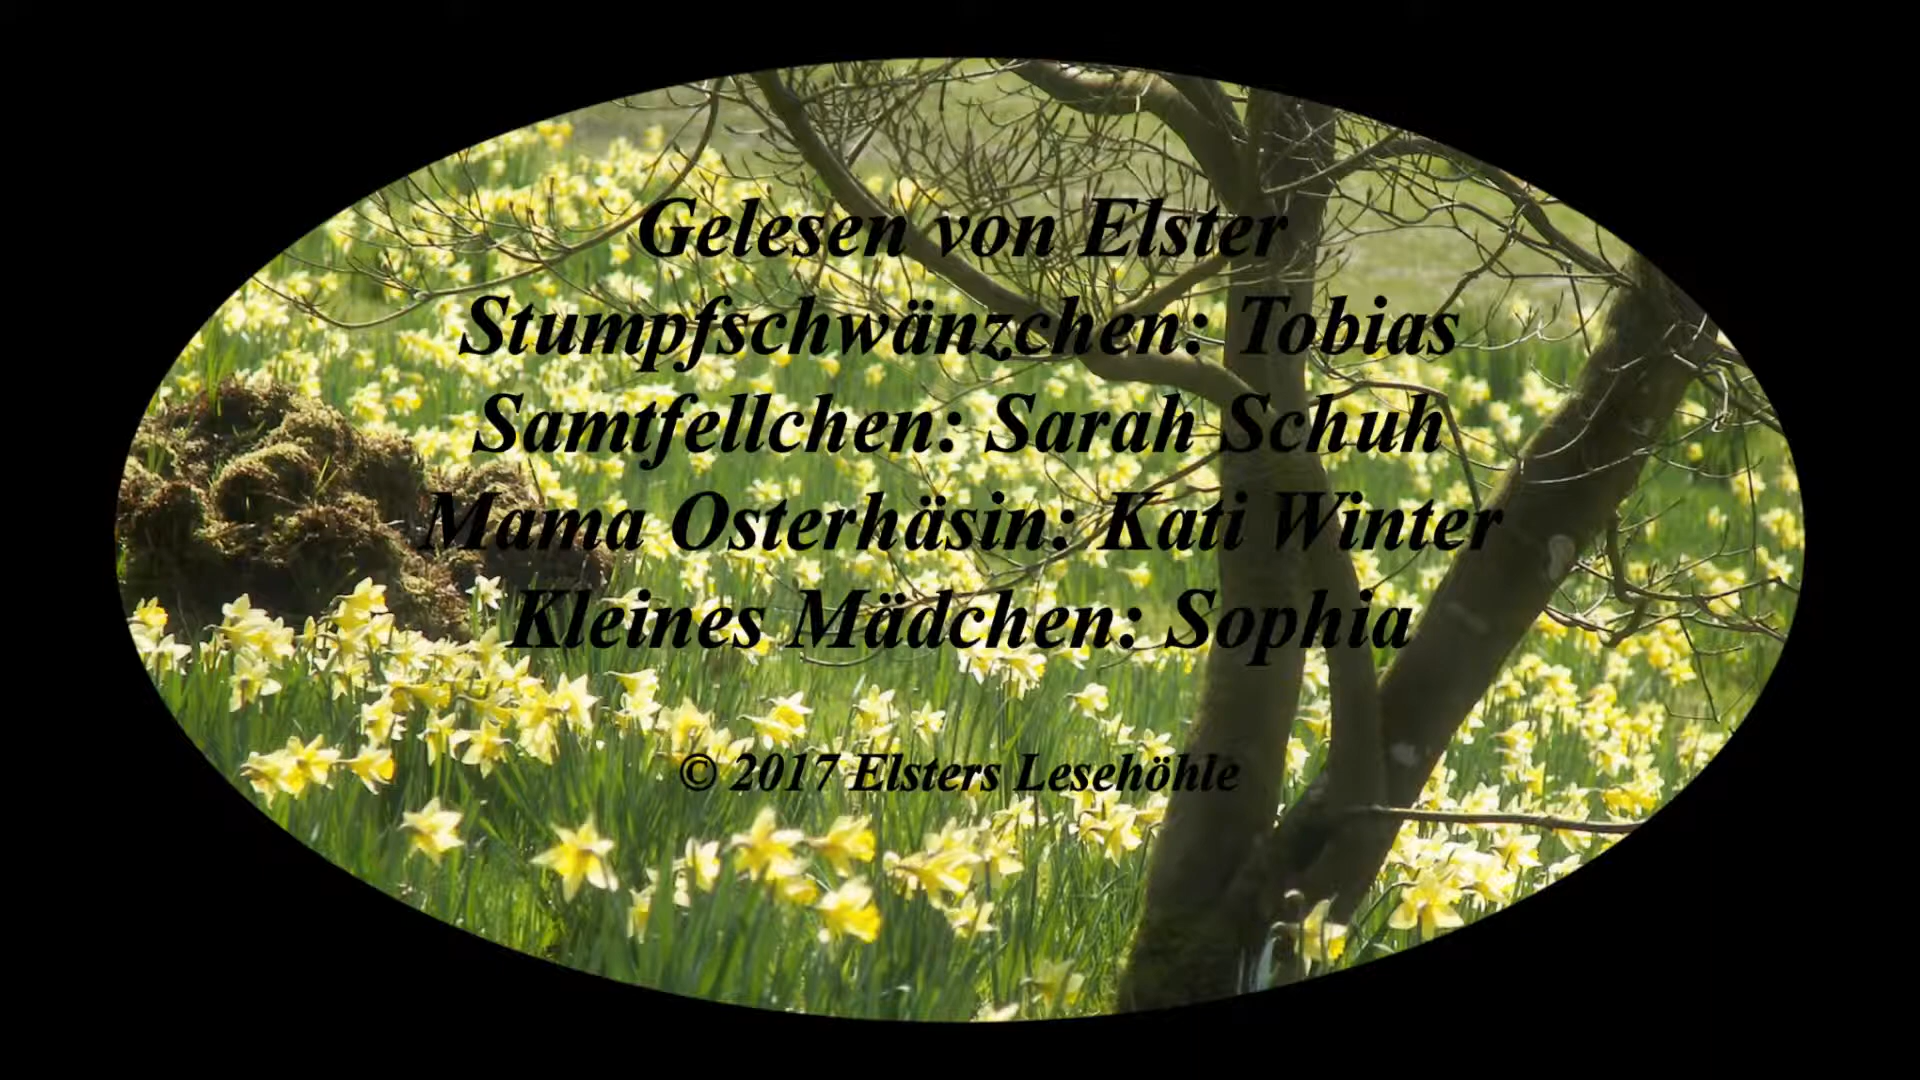 Gelesen von Elster
Stumpfschwänzchen: Tobias
Samtfellchen: Sarah Schuh
Mama Osterhäsin: Kati Winter
Kleines Mädchen: Sophia
© 2017 Elsters Lesehöhle